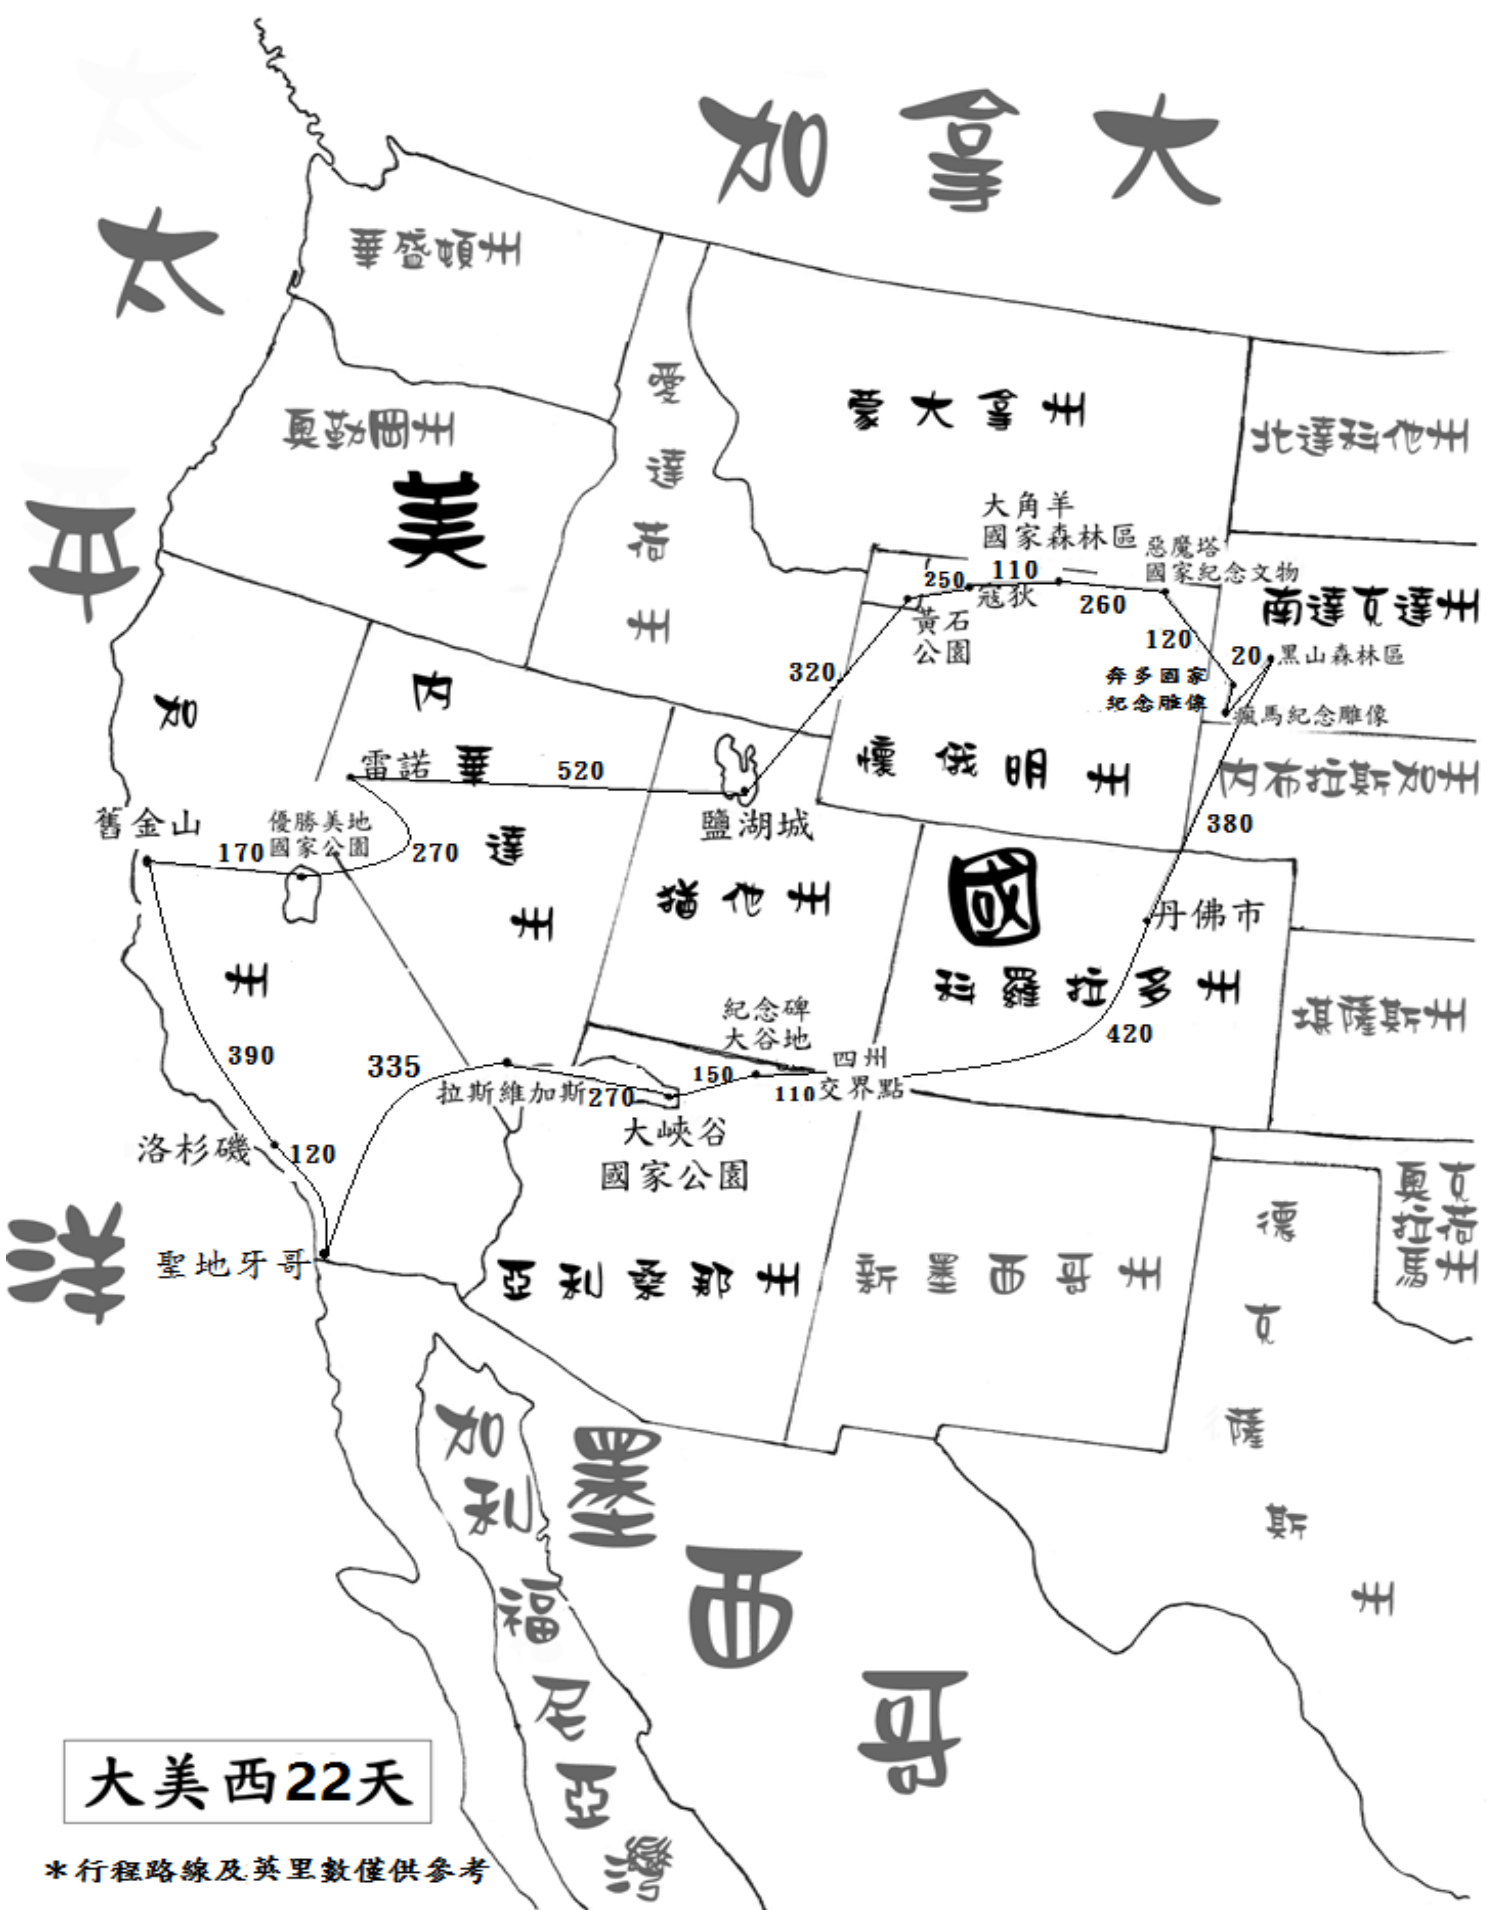 加拿大
太平洋
華盛頓州
愛達荷州
奧勒岡州
蒙大拿州
北達科他州
美國
大角羊
國家森林區
惡魔塔
國家紀念文物
250
110
寇狄
260
黃石
公園
南達克達州
120
20
黑山森林區
奔多國家
紀念雕像
瘋馬紀念雕像
320
加州
內華達州
雷諾
520
懷俄明州
內布拉斯加州
舊金山
170
優勝美地
國家公園
270
鹽湖城
380
猶他州
丹佛市
科羅拉多州
堪薩斯州
紀念碑
大谷地
四州
交界點
420
390
335
拉斯維加斯
270
150
110
大峽谷
國家公園
洛杉磯
120
聖地牙哥
亞利桑那州
新墨西哥州
德克薩斯州
奧克
拉荷
馬州
加利福尼亞灣
墨西哥
大美西22天
*行程路線及英里數僅供參考